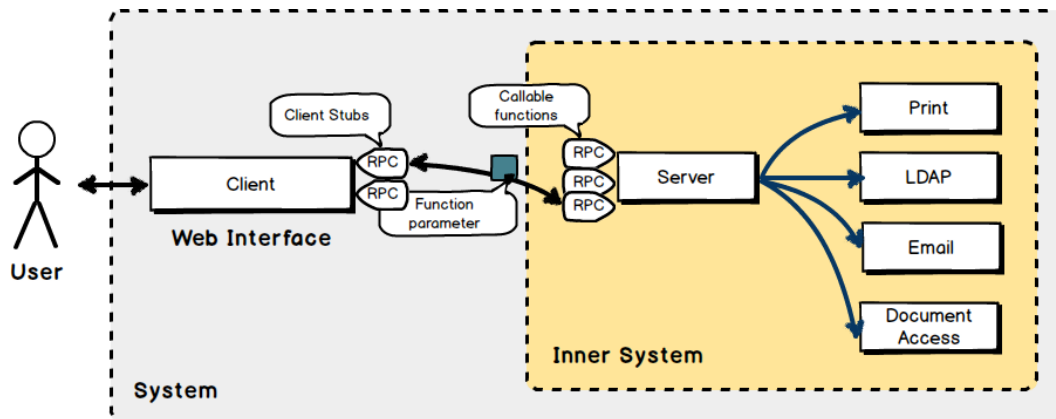 Client Stubs
Callable
functions
Print
RPC
RPC
Client
RPC
RPC
RPC
Server
LDAP
Function
parameter
Web Interface
User
Email
Document
Access
Inner System
System